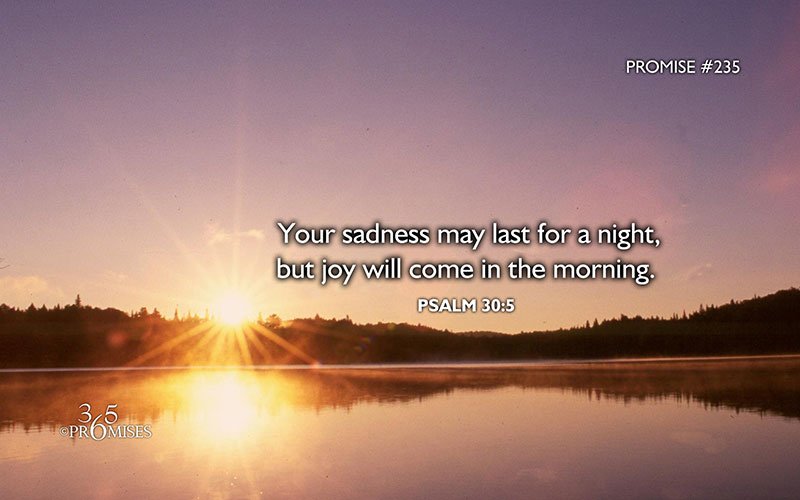 PROMISE #235
Your sadness may last for a night,
but joy will come in the morning.
PSALM 30:5
365
©PROMISES